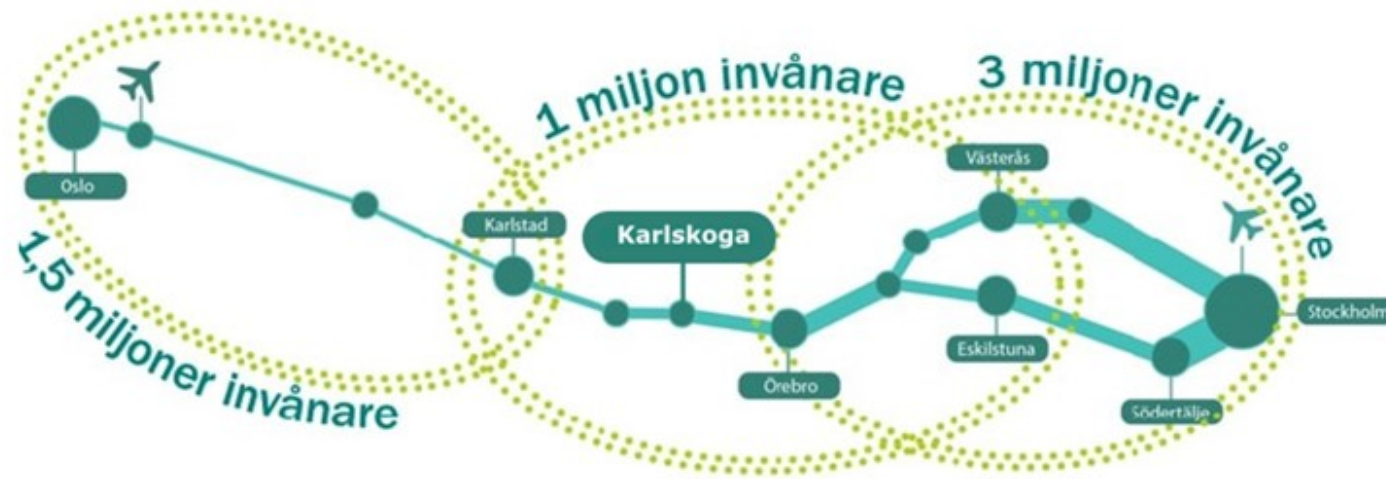 1 miljon invånare
3 miljoner invånare
Västerås
Oslo
Karlstad
Karlskoga
1,5 miljoner invånare
Stockholm
Eskilstuna
Örebro
Södertälje